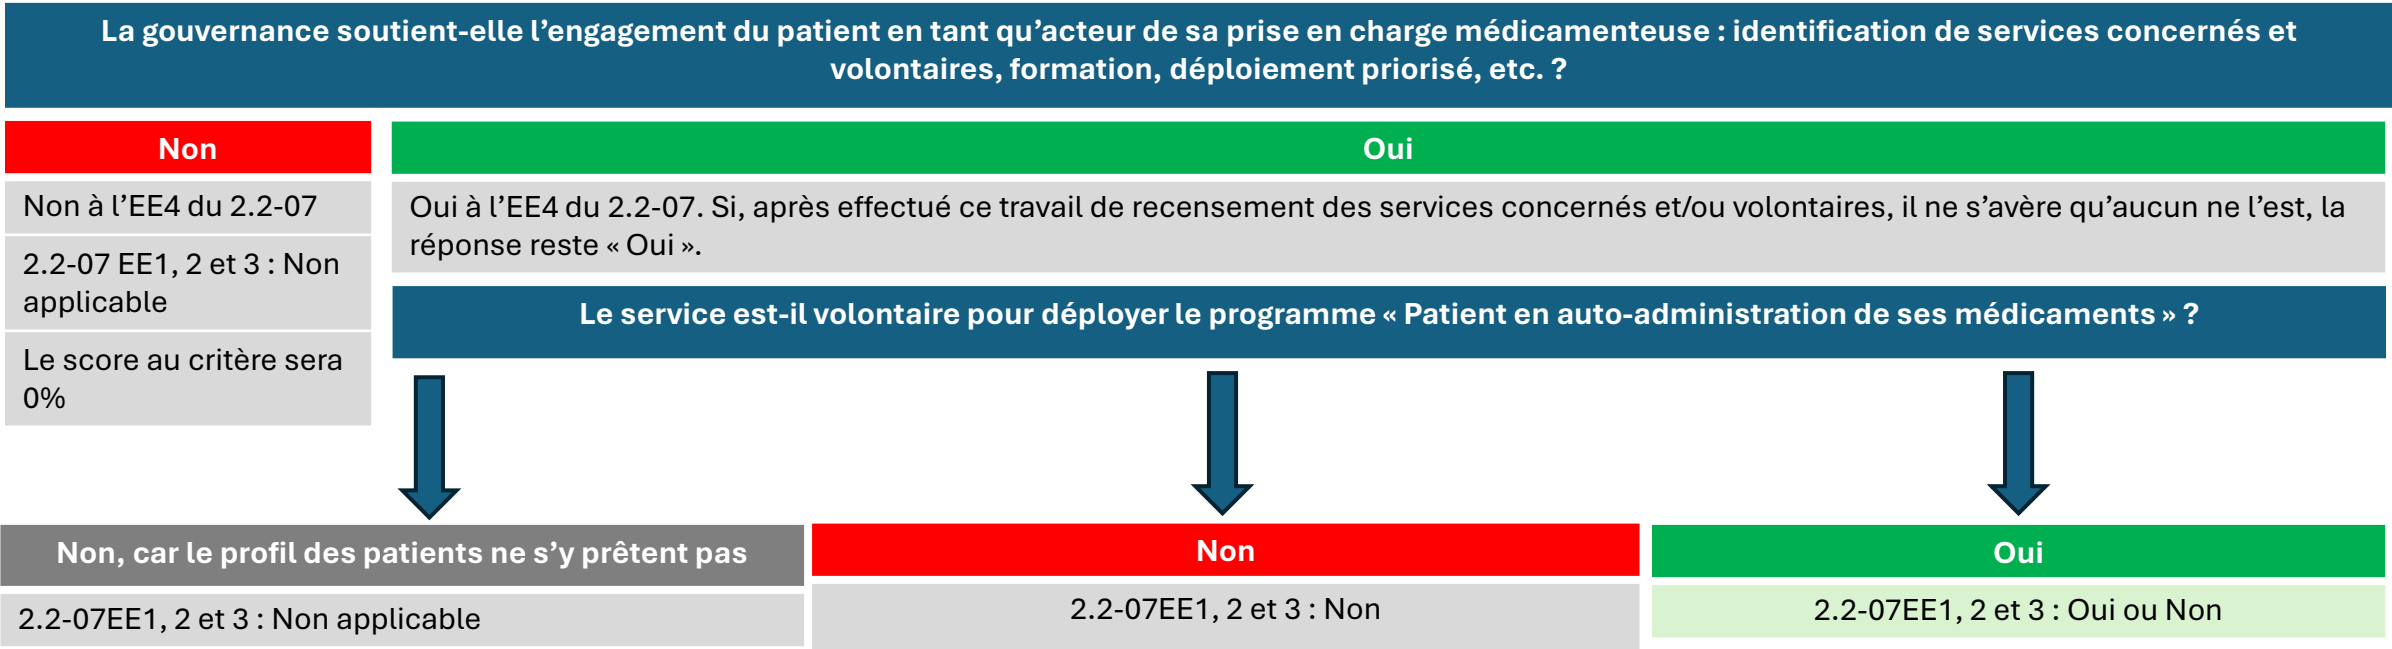 La gouvernance soutient-elle l’engagement du patient en tant qu’acteur de sa prise en charge médicamenteuse : identification de services concernés et
volontaires, formation, déploiement priorisé, etc. ?
Non
Non à l’EE4 du 2.2-07
2.2-07 EE1, 2 et 3 : Non
applicable
Le score au critère sera
0%
Oui
Oui à l’EE4 du 2.2-07. Si, après effectué ce travail de recensement des services concernés et/ou volontaires, il ne s’avère qu’aucun ne l’est, la
réponse reste « Oui ».
Le service est-il volontaire pour déployer le programme « Patient en auto-administration de ses médicaments » ?
Non, car le profil des patients ne s’y prêtent pas
2.2-07EE1, 2 et 3 : Non applicable
Non
2.2-07EE1, 2 et 3 : Non
Oui
2.2-07EE1, 2 et 3 : Oui ou Non